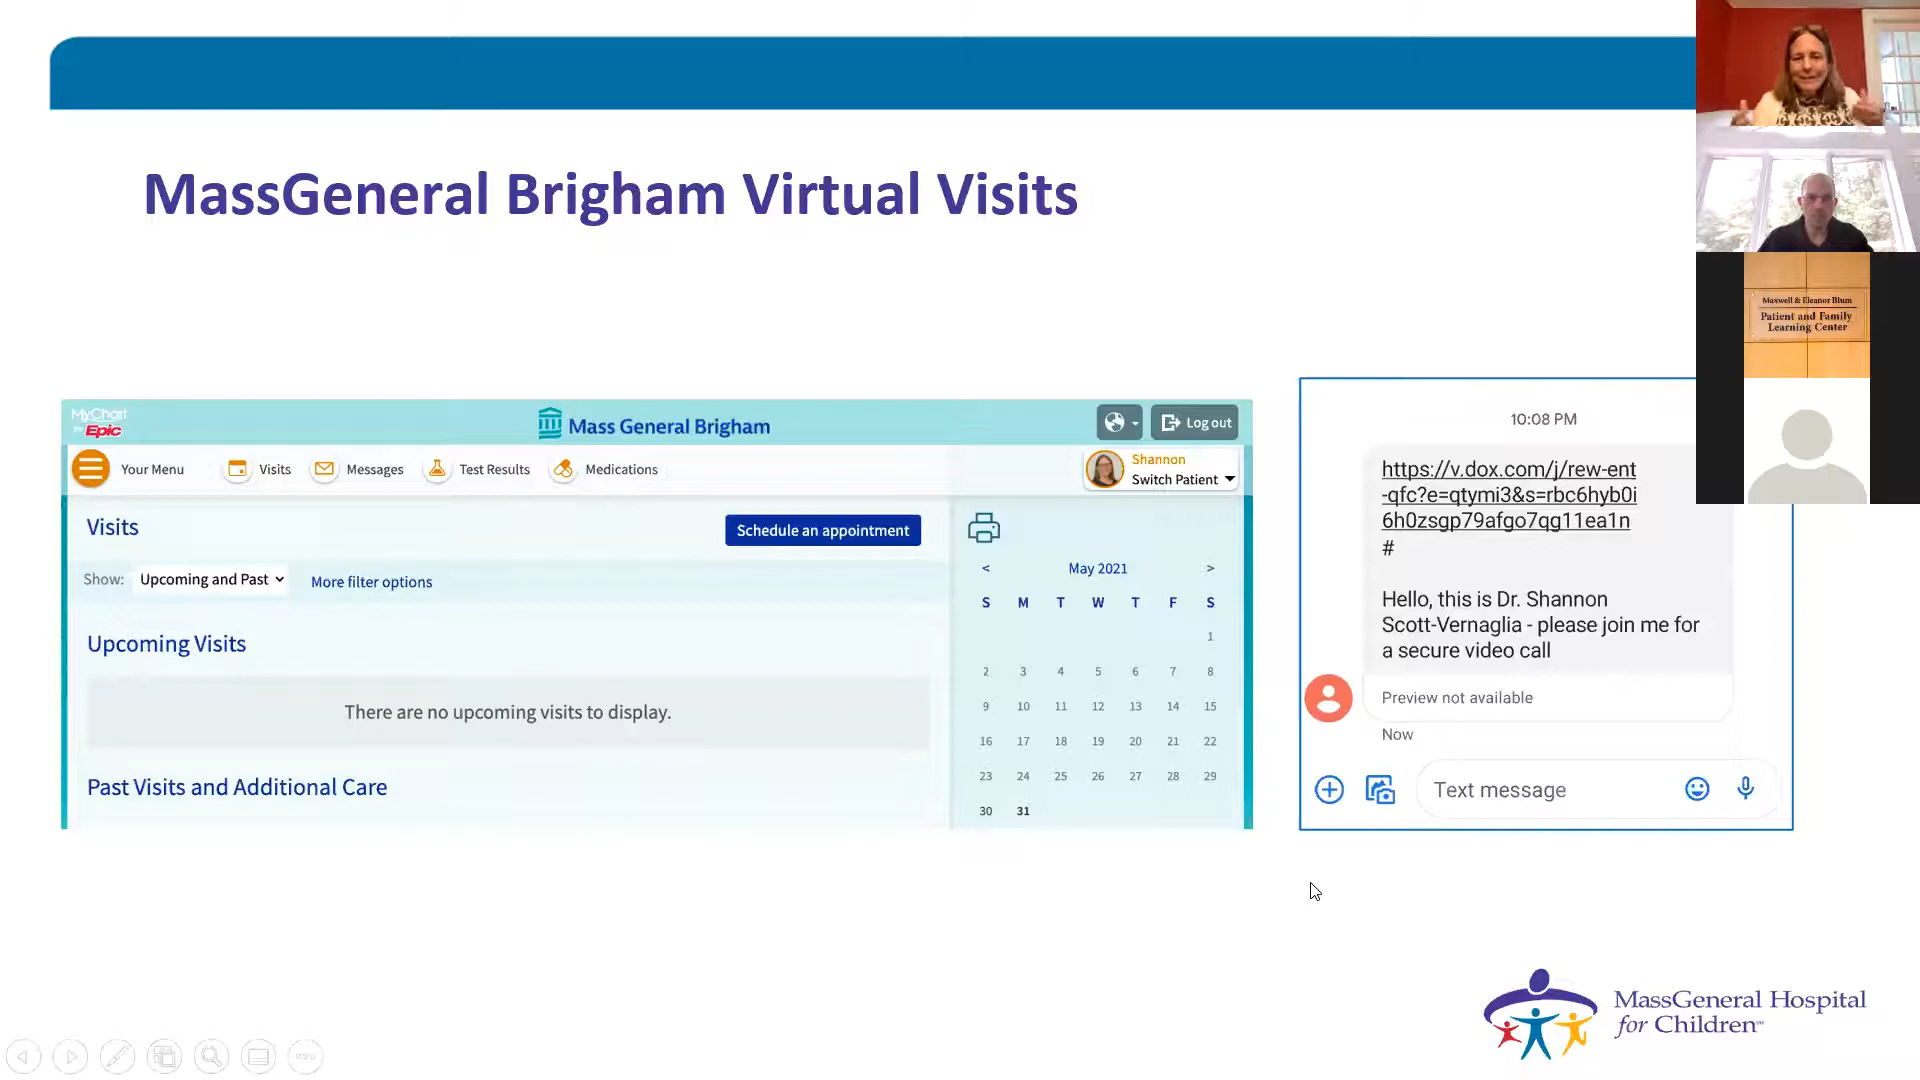 MassGeneral Brigham Virtual Visits
Maxwell & Eleanor Blum
Patient and Family
Learning Center
MyChart
by Epic
Mass General Brigham
Log out
Your Menu
Visits
Messages
Test Results
Medications
Shannon
Switch Patient
Visits
Schedule an appointment
Show: Upcoming and Past
More filter options
Upcoming Visits
There are no upcoming visits to display.
Past Visits and Additional Care
< May 2021 >
S M T W T F S
1
2 3 4 5 6 7 8
9 10 11 12 13 14 15
16 17 18 19 20 21 22
23 24 25 26 27 28 29
30 31
10:08 PM
https://v.dox.com/j/rew-ent
-qfc?e=qtymi3&s=rbc6hyb0i
6h0zsgp79afgo7qg11ea1n
#
Hello, this is Dr. Shannon
Scott-Vernaglia - please join me for
a secure video call
Preview not available
Now
Text message
MassGeneral Hospital
for Children™